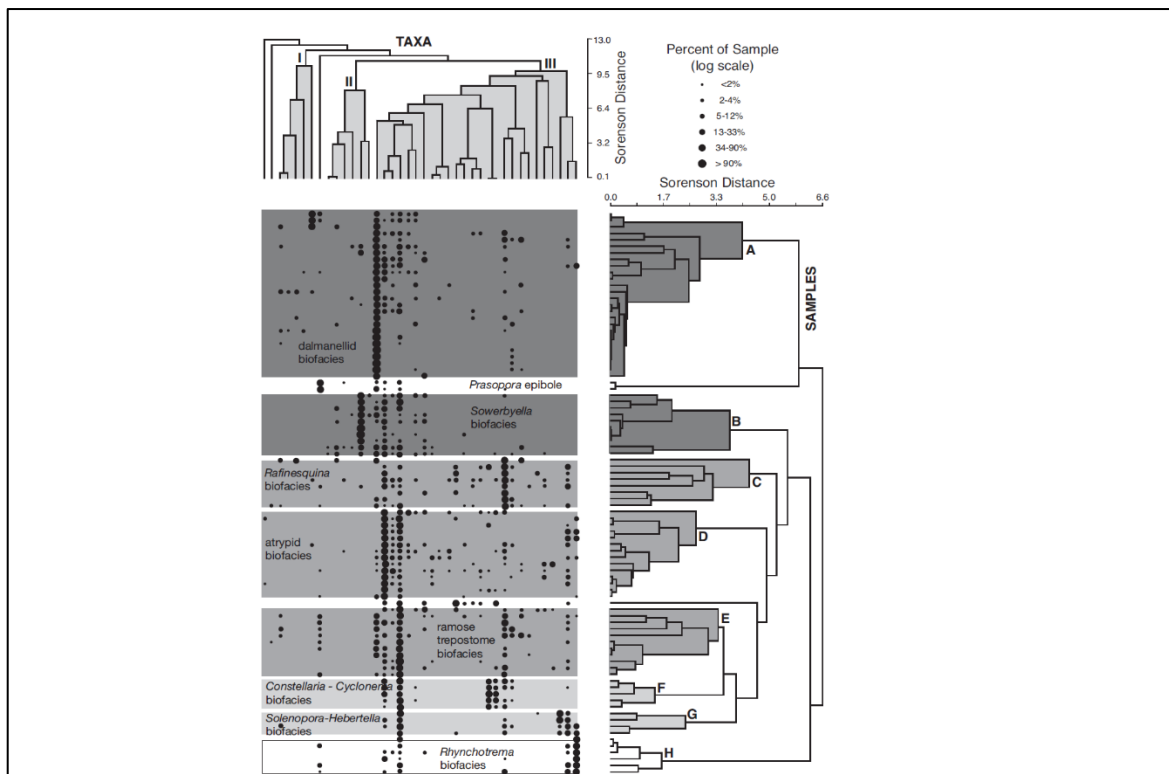 TAXA
I
II
III
13.0
9.5
6.4
3.2
0.1
Sorenson Distance
Percent of Sample
(log scale)
<2%
2-4%
5-12%
13-33%
34-90%
> 90%
Sorenson Distance
0.0 1.7 3.3 5.0 6.6
SAMPLES
dalmanellid
biofacies
A
Prasopora epibole
Sowerbyella
biofacies
B
Rafinesquina
biofacies
C
atrypid
biofacies
D
ramose
trepostome
biofacies
E
Constellaria - Cyclonema
biofacies
F
Solenopora-Hebertella
biofacies
G
Rhynchotrema
biofacies
H